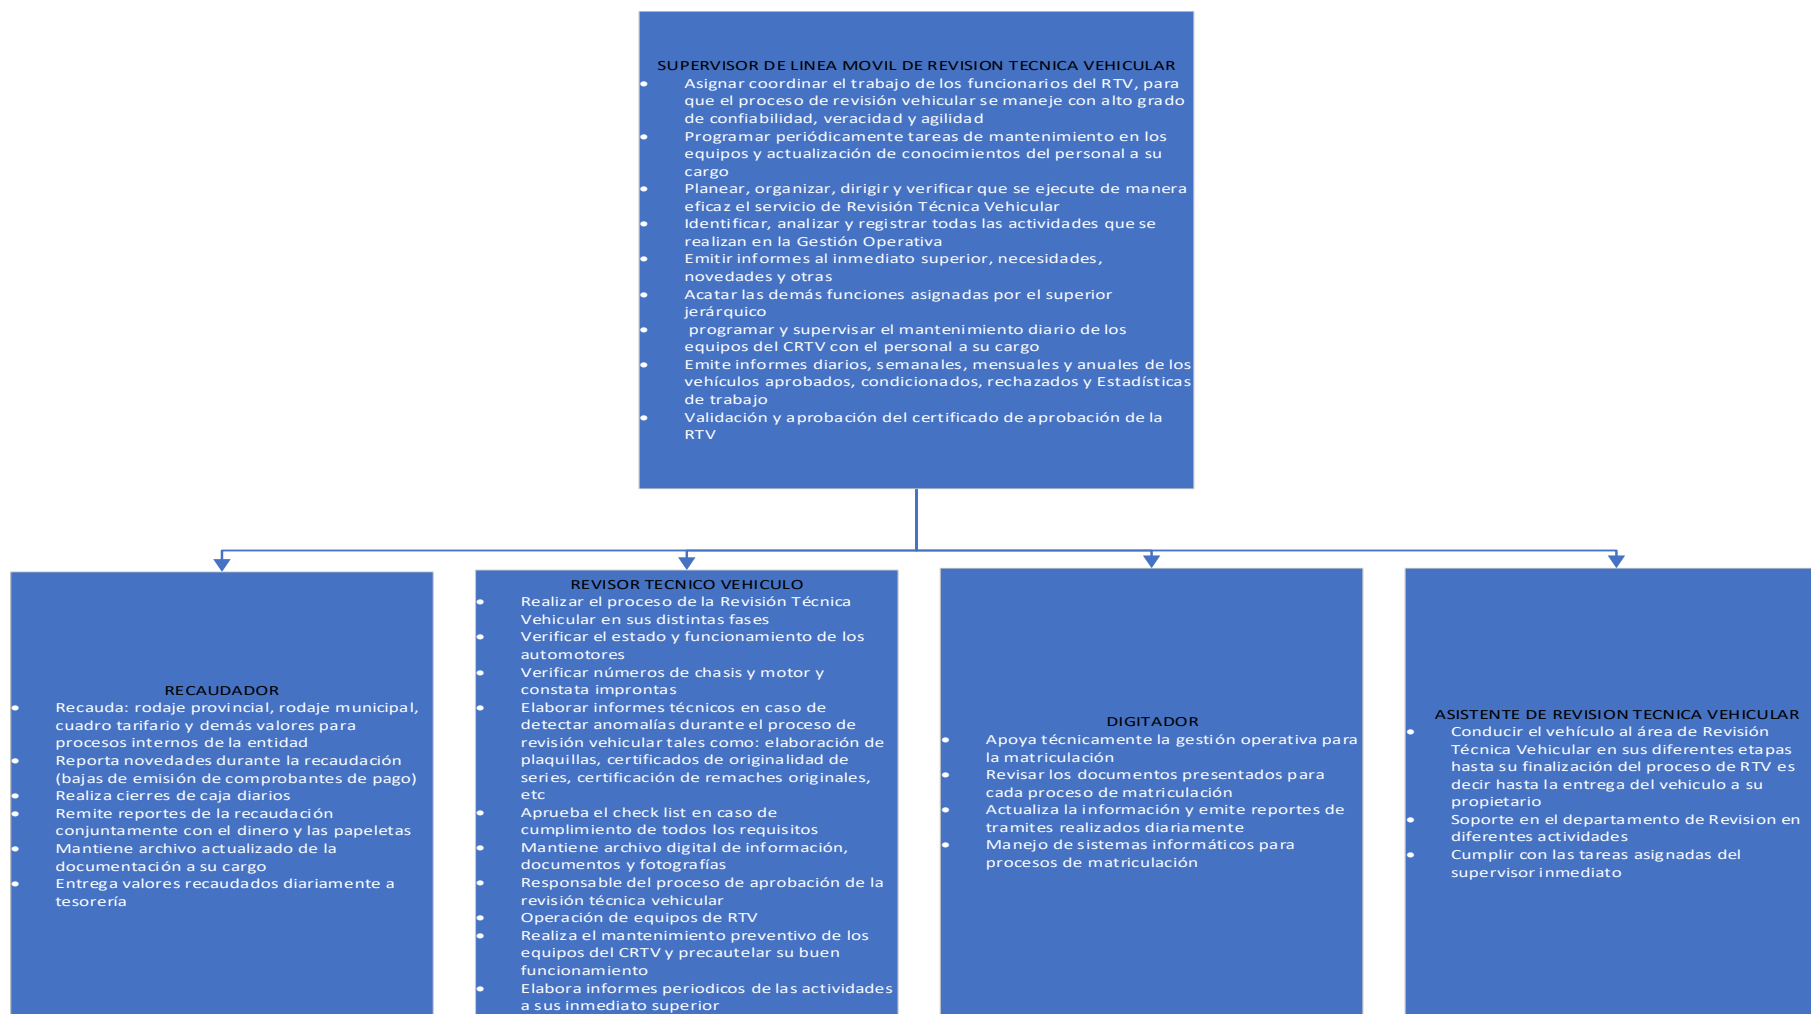 SUPERVISOR DE LINEA MOVIL DE REVISION TECNICA VEHICULAR
• Asignar coordinar el trabajo de los funcionarios del RTV, para
que el proceso de revisión vehicular se maneje con alto grado
de confiabilidad, veracidad y agilidad
• Programar periódicamente tareas de mantenimiento en los
equipos y actualización de conocimientos del personal a su
cargo
• Planear, organizar, dirigir y verificar que se ejecute de manera
eficaz el servicio de Revisión Técnica Vehicular
• Identificar, analizar y registrar todas las actividades que se
realizan en la Gestión Operativa
• Emitir informes al inmediato superior, necesidades,
novedades y otras
• Acatar las demás funciones asignadas por el superior
jerárquico
• programar y supervisar el mantenimiento diario de los
equipos del CRTV con el personal a su cargo
• Emite informes diarios, semanales, mensuales y anuales de los
vehículos aprobados, condicionados, rechazados y Estadísticas
de trabajo
• Validación y aprobación del certificado de aprobación de la
RTV
RECAUDADOR
• Recauda: rodaje provincial, rodaje municipal,
cuadro tarifario y demás valores para
procesos internos de la entidad
• Reporta novedades durante la recaudación
(bajas de emisión de comprobantes de pago)
• Realiza cierres de caja diarios
• Remite reportes de la recaudación
conjuntamente con el dinero y las papeletas
• Mantiene archivo actualizado de la
documentación a su cargo
• Entrega valores recaudados diariamente a
tesorería
REVISOR TECNICO VEHICULO
• Realizar el proceso de la Revisión Técnica
Vehicular en sus distintas fases
• Verificar el estado y funcionamiento de los
automotores
• Verificar números de chasis y motor y
constata improntas
• Elaborar informes técnicos en caso de
detectar anomalías durante el proceso de
revisión vehicular tales como: elaboración de
plaquillas, certificados de originalidad de
series, certificación de remaches originales,
etc
• Aprueba el check list en caso de
cumplimiento de todos los requisitos
• Mantiene archivo digital de información,
documentos y fotografías
• Responsable del proceso de aprobación de la
revisión técnica vehicular
• Operación de equipos de RTV
• Realiza el mantenimiento preventivo de los
equipos del CRTV y precautelar su buen
funcionamiento
• Elabora informes periodicos de las actividades
a sus inmediato superior
DIGITADOR
• Apoya técnicamente la gestión operativa para
la matriculación
• Revisar los documentos presentados para
cada proceso de matriculación
• Actualiza la información y emite reportes de
tramites realizados diariamente
• Manejo de sistemas informáticos para
procesos de matriculación
ASISTENTE DE REVISION TECNICA VEHICULAR
• Conducir el vehículo al área de Revisión
Técnica Vehicular en sus diferentes etapas
hasta su finalización del proceso de RTV es
decir hasta la entrega del vehiculo a su
propietario
• Soporte en el departamento de Revision en
diferentes actividades
• Cumplir con las tareas asignadas del
supervisor inmediato